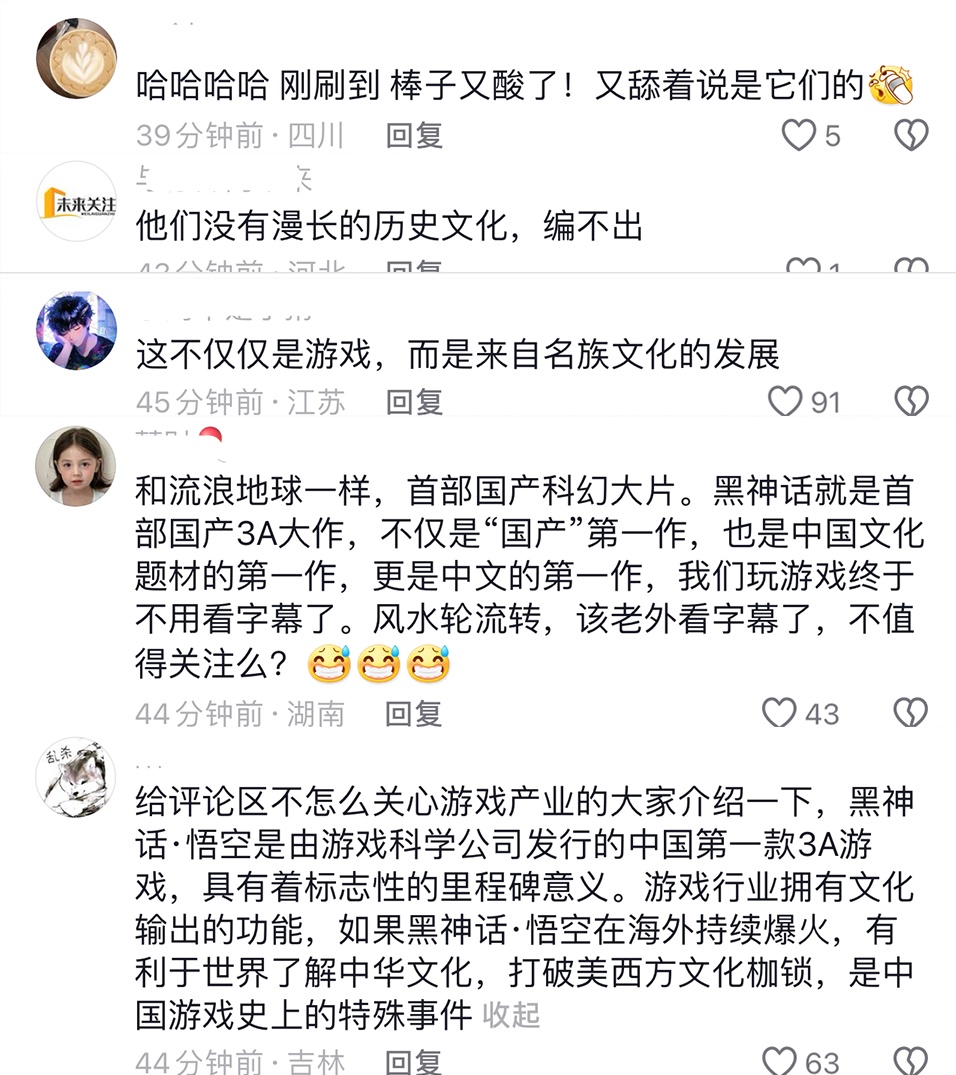 哈哈哈哈 刚刷到 棒子又酸了！又舔着说是它们的
39分钟前·四川 回复 5
未来关注
他们没有漫长的历史文化，编不出
43分钟前·河北 回复 1
这不仅仅是游戏，而是来自名族文化的发展
45分钟前·江苏 回复 91
和流浪地球一样，首部国产科幻大片。黑神话就是首
部国产3A大作，不仅是“国产”第一作，也是中国文化
题材的第一作，更是中文的第一作，我们玩游戏终于
不用看字幕了。风水轮流转，该老外看字幕了，不值
得关注么？
44分钟前·湖南 回复 43
乱杀
...
给评论区不怎么关心游戏产业的大家介绍一下，黑神
话·悟空是由游戏科学公司发行的中国第一款3A游
戏，具有着标志性的里程碑意义。游戏行业拥有文化
输出的功能，如果黑神话·悟空在海外持续爆火，有
利于世界了解中华文化，打破美西方文化枷锁，是中
国游戏史上的特殊事件 收起
44分钟前·吉林 回复 63